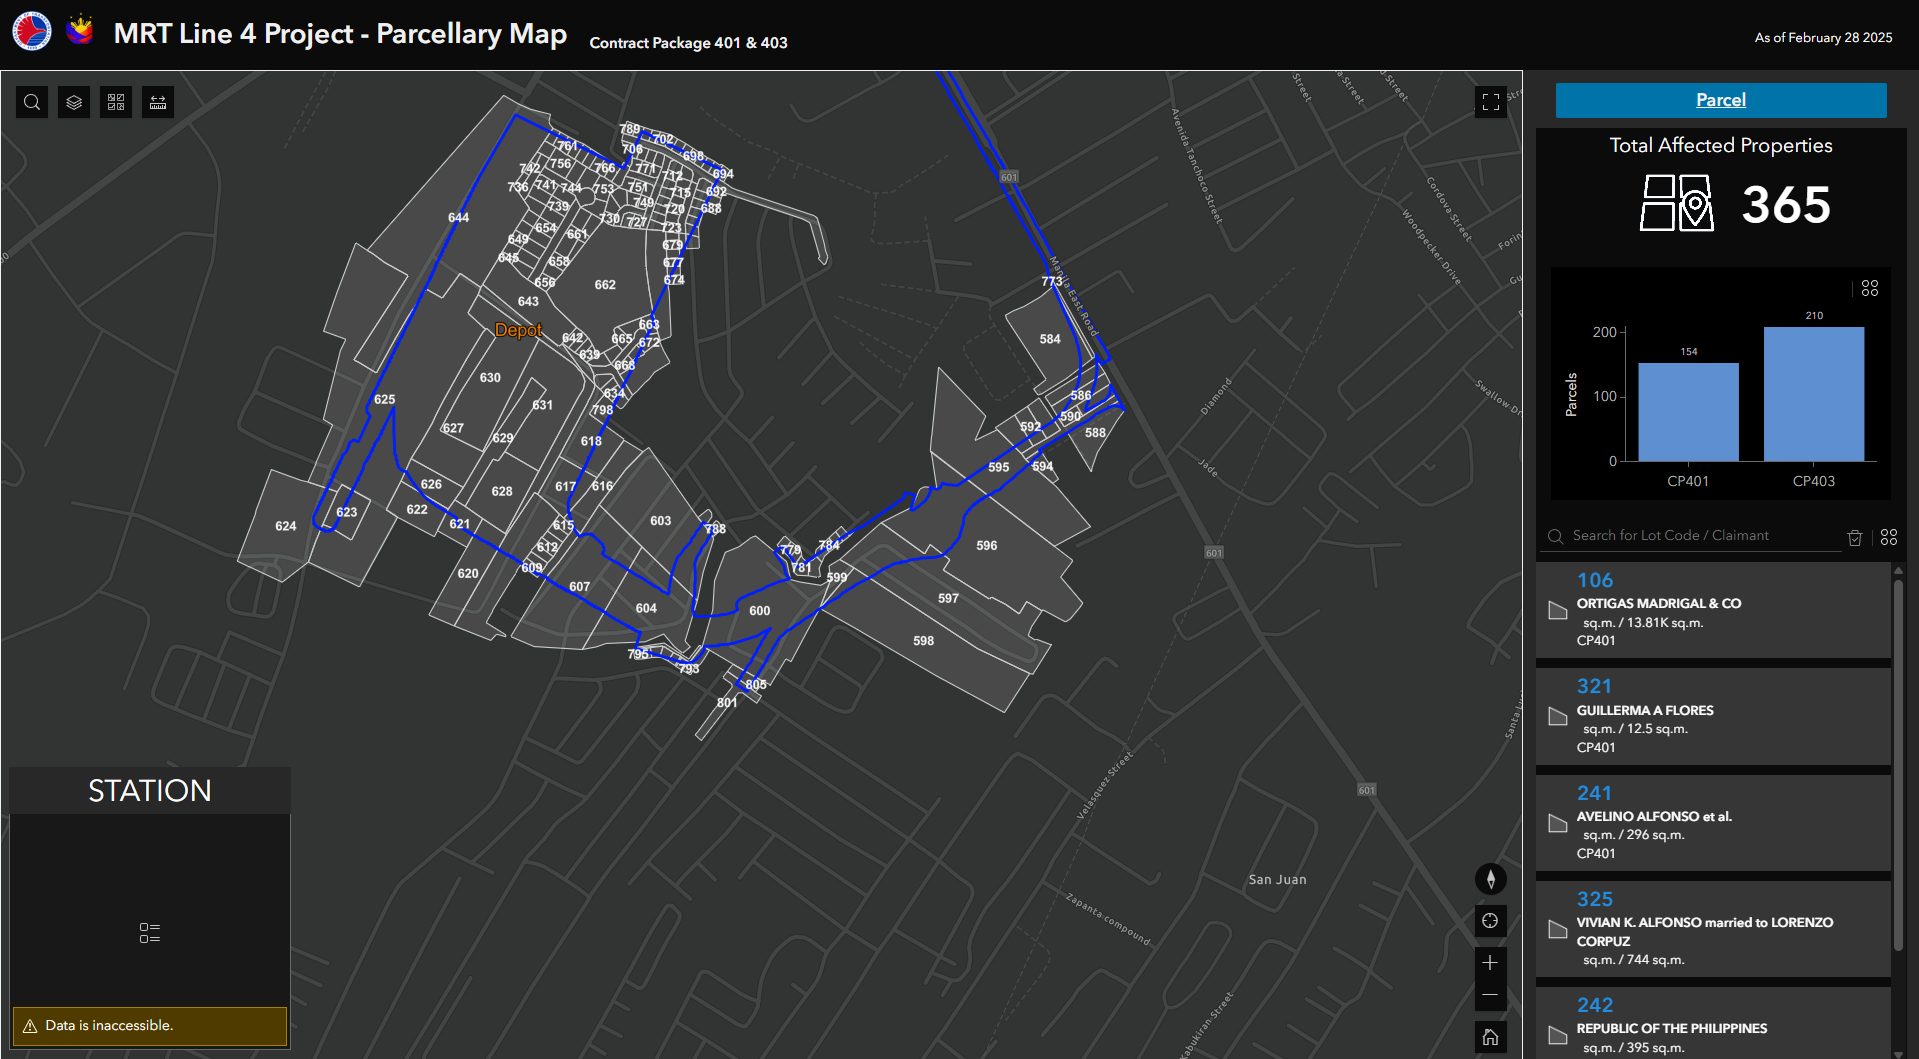 MRT Line 4 Project - Parcellary Map
Contract Package 401 & 403
As of February 28 2025
Parcel
Total Affected Properties
365
200
100
0
Parcels
154
210
CP401
CP403
Search for Lot Code / Claimant
106
ORTIGAS MADRIGAL & CO
sq.m. / 13.81K sq.m.
CP401
321
GUILLERMA A FLORES
sq.m. / 12.5 sq.m.
CP401
241
AVELINO ALFONSO et al.
sq.m. / 296 sq.m.
CP401
325
VIVIAN K. ALFONSO married to LORENZO
CORPUZ
sq.m. / 744 sq.m.
242
REPUBLIC OF THE PHILIPPINES
sq.m. / 395 sq.m.
STATION
Data is inaccessible.
Depot
789
702
761
706
698
756
766
771
694
742
712
736
741
744
753
751
715
692
739
749
720
688
730
727
723
644
654
661
649
679
645
658
677
656
674
662
643
663
642
665
672
639
668
630
634
631
798
625
627
629
618
626
617
616
628
622
623
621
615
603
788
624
612
779
784
609
781
620
607
599
604
600
795
793
805
801
773
584
586
590
592
588
595
594
596
597
598
601
601
601
Manila East Road
Avenida Tanchoco Street
Cordova Street
Woodpecker Drive
Swallow Dr
Diamond
Jade
Velasquez Street
Zapanta compound
Kabukiran Street
San Juan
Street
Street
Street